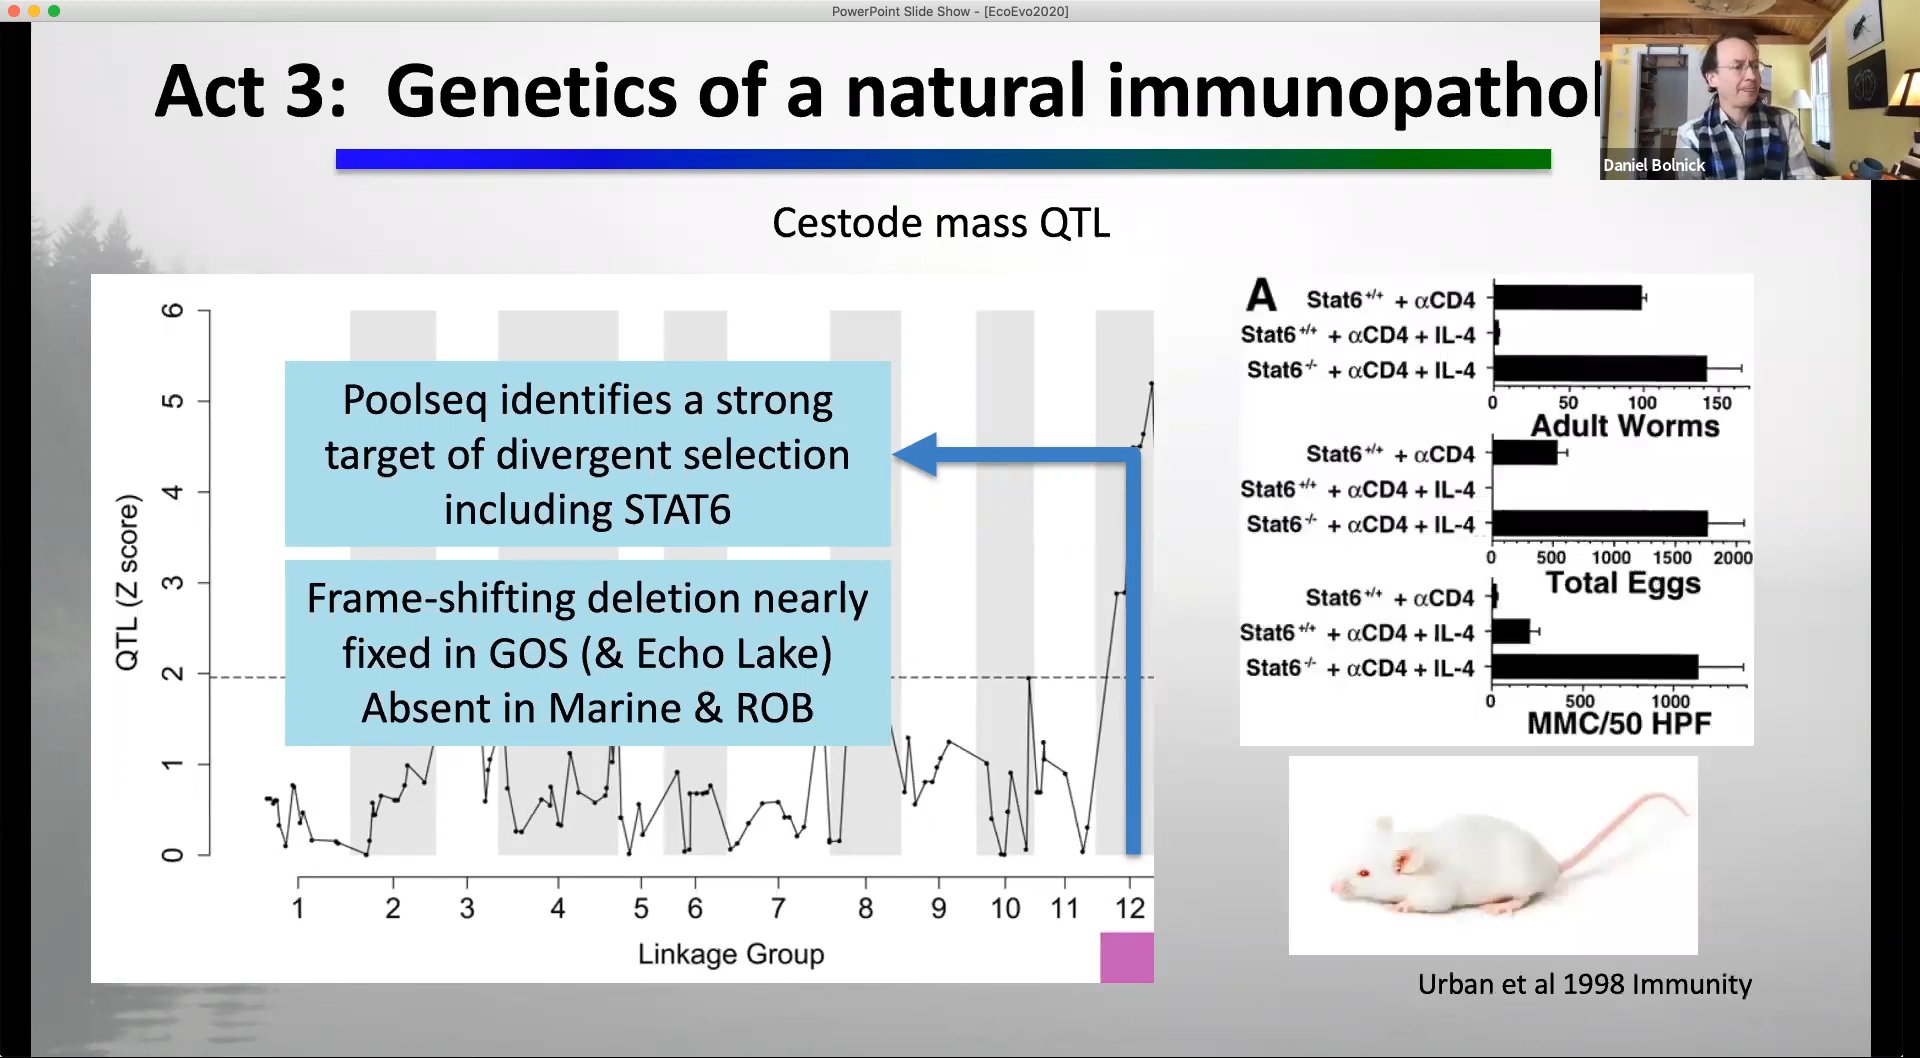 PowerPoint Slide Show - [EcoEvo2020]
Act 3: Genetics of a natural immunopathol
Daniel Bolnick
Cestode mass QTL
QTL (Z score)
6
5
4
3
2
1
0
Poolseq identifies a strong
target of divergent selection
including STAT6
Frame-shifting deletion nearly
fixed in GOS (& Echo Lake)
Absent in Marine & ROB
1 2 3 4 5 6 7 8 9 10 11 12
Linkage Group
A
Stat6+/+ + αCD4
Stat6+/+ + αCD4 + IL-4
Stat6-/- + αCD4 + IL-4
0 50 100 150
Adult Worms
Stat6+/+ + αCD4
Stat6+/+ + αCD4 + IL-4
Stat6-/- + αCD4 + IL-4
0 500 1000 1500 2000
Total Eggs
Stat6+/+ + αCD4
Stat6+/+ + αCD4 + IL-4
Stat6-/- + αCD4 + IL-4
0 500 1000
MMC/50 HPF
Urban et al 1998 Immunity